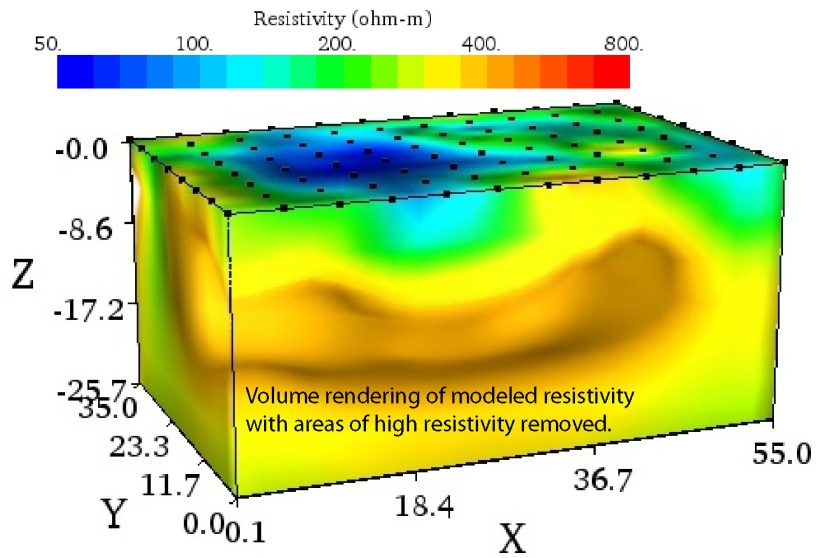 Resistivity (ohm-m)
50. 100. 200. 400. 800.
-0.0
-8.6
Z
-17.2
-25.7
35.0
Volume rendering of modeled resistivity
with areas of high resistivity removed.
23.3
11.7
Y
0.0
0.1
18.4
36.7
55.0
X